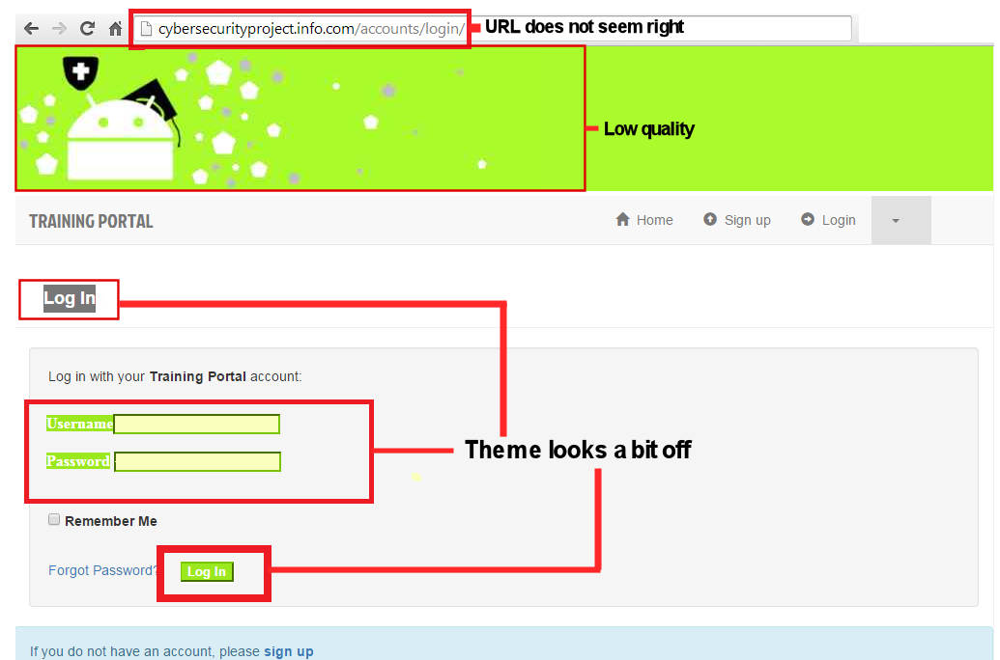 cybersecurityproject.info.com/accounts/login/
URL does not seem right
Low quality
TRAINING PORTAL
Home
Sign up
Login
Log In
Log in with your Training Portal account:
Username
Password
Theme looks a bit off
Remember Me
Forgot Password?
Log In
If you do not have an account, please sign up